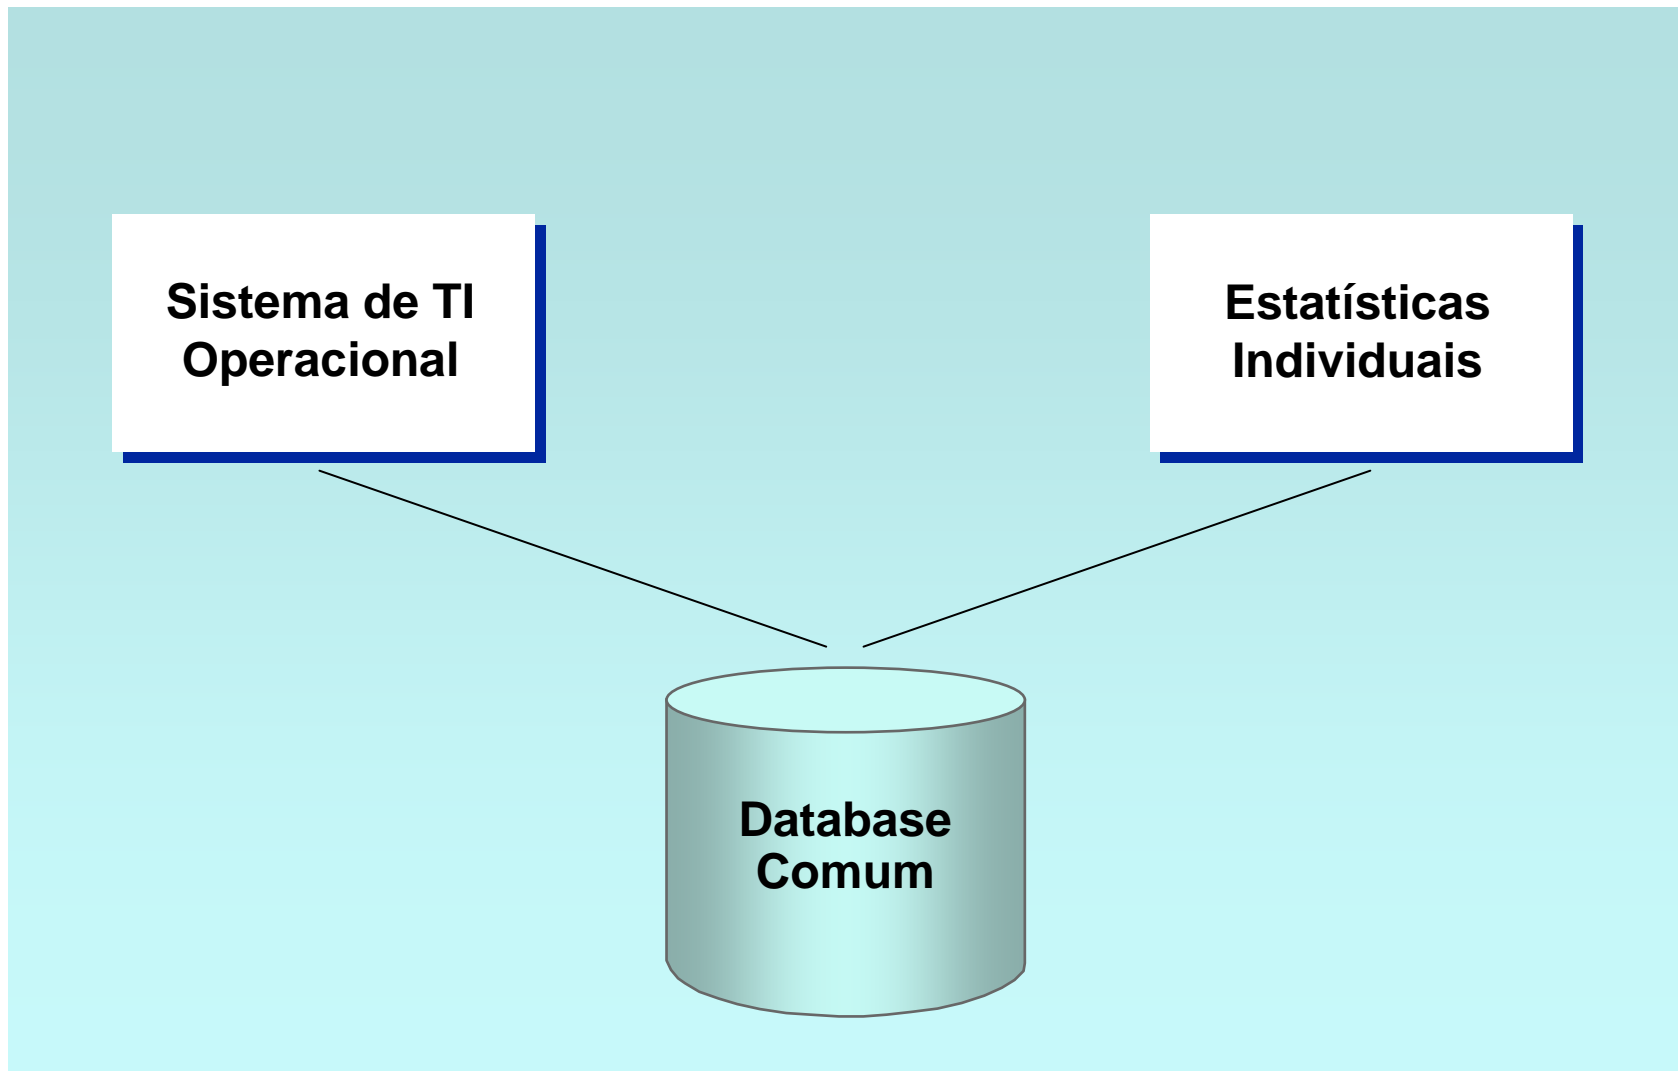 Sistema de TI
Operacional
Estatísticas
Individuais
Database
Comum